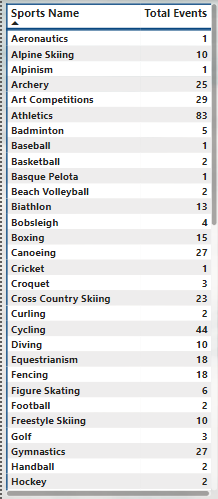 Sports Name Total Events
Aeronautics 1
Alpine Skiing 10
Alpinism 1
Archery 25
Art Competitions 29
Athletics 83
Badminton 5
Baseball 1
Basketball 2
Basque Pelota 1
Beach Volleyball 2
Biathlon 13
Bobsleigh 4
Boxing 15
Canoeing 27
Cricket 1
Croquet 3
Cross Country Skiing 23
Curling 2
Cycling 44
Diving 10
Equestrianism 18
Fencing 18
Figure Skating 6
Football 2
Freestyle Skiing 10
Golf 3
Gymnastics 27
Handball 2
Hockey 2